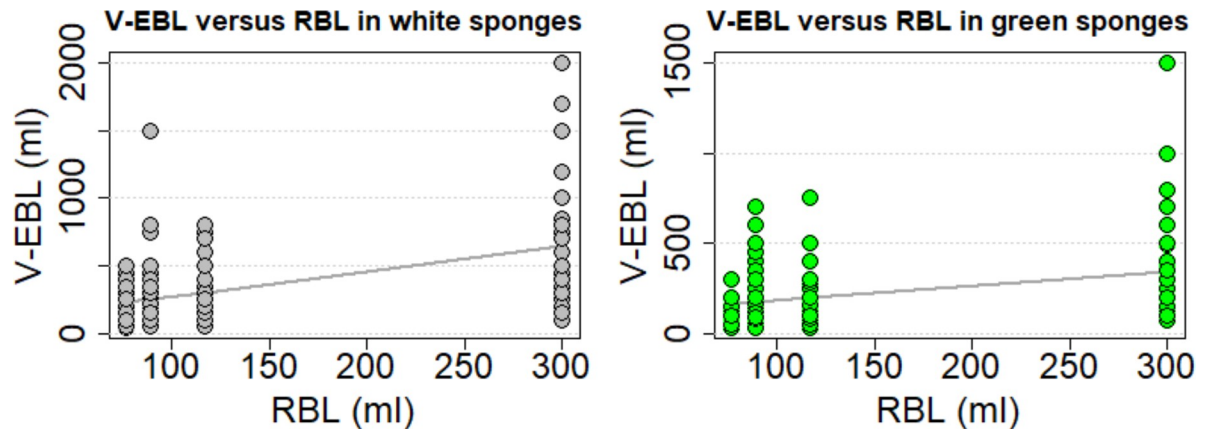 V-EBL versus RBL in white sponges
V-EBL (ml)
2000
1000
0
100 150 200 250 300
RBL (ml)
V-EBL versus RBL in green sponges
V-EBL (ml)
1500
500
0
100 150 200 250 300
RBL (ml)